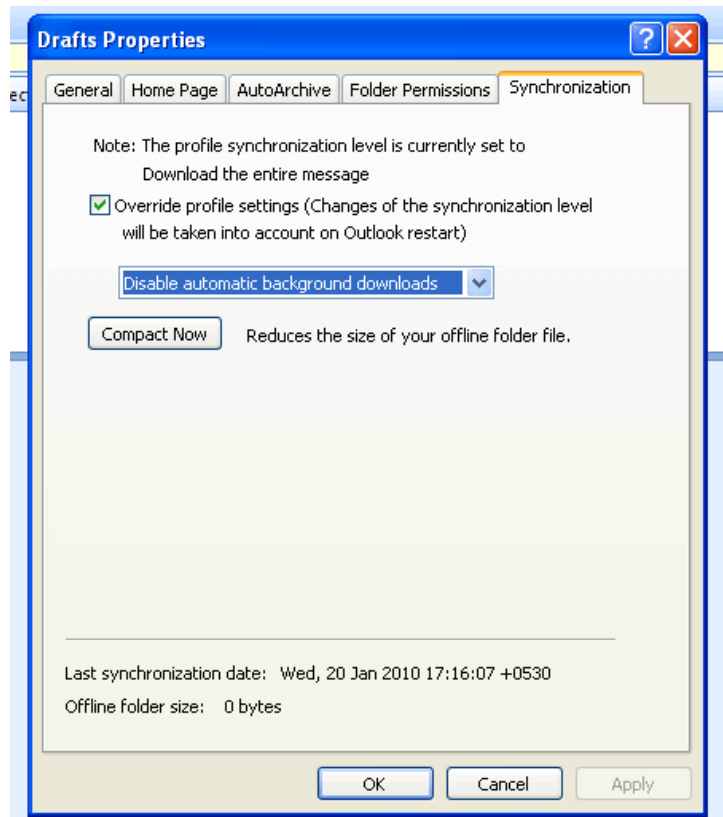 Drafts Properties
ec
General Home Page AutoArchive Folder Permissions Synchronization
Note: The profile synchronization level is currently set to
Download the entire message
Override profile settings (Changes of the synchronization level
will be taken into account on Outlook restart)
Disable automatic background downloads
Compact Now Reduces the size of your offline folder file.
Last synchronization date: Wed, 20 Jan 2010 17:16:07 +0530
Offline folder size: 0 bytes
OK Cancel Apply